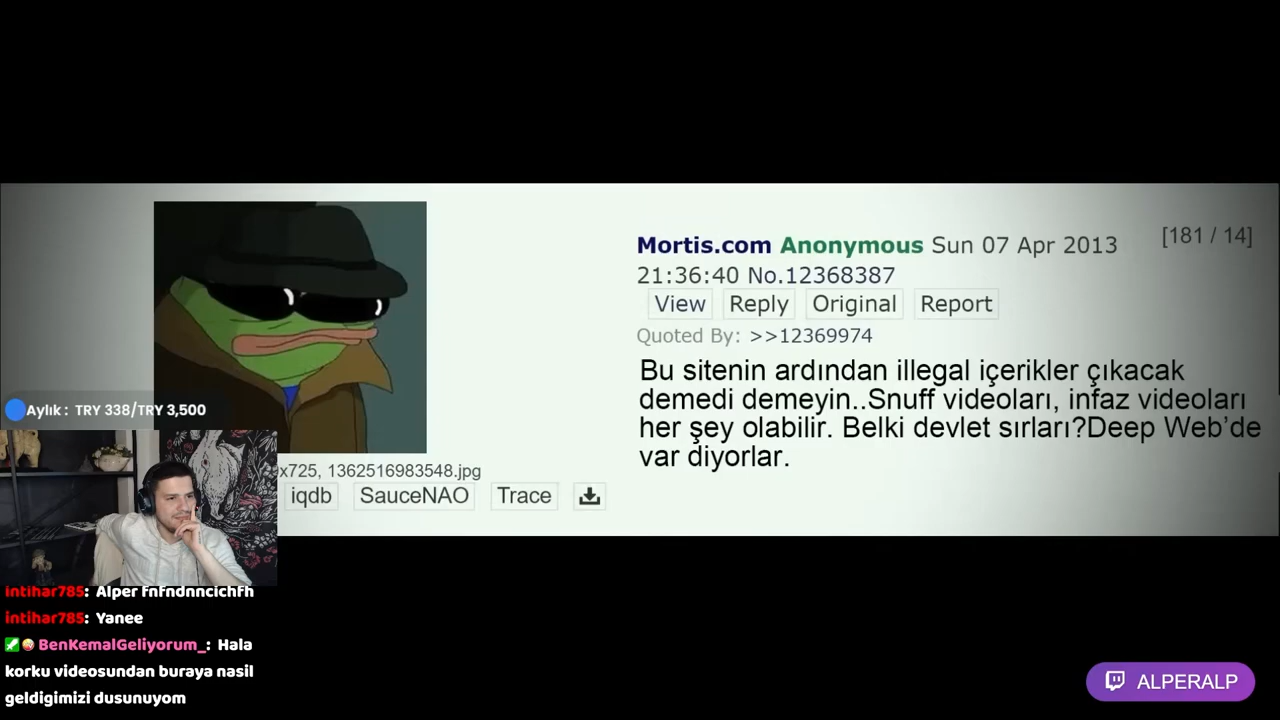 Mortis.com Anonymous Sun 07 Apr 2013 [181 / 14]
21:36:40 No.12368387
View Reply Original Report
Quoted By: >>12369974
Bu sitenin ardından illegal içerikler çıkacak
demedi demeyin..Snuff videoları, infaz videoları
her şey olabilir. Belki devlet sırları?Deep Web’de
var diyorlar.
Aylık : TRY 338/TRY 3,500
x725, 1362516983548.jpg
iqdb SauceNAO Trace
intihar785: Alper fnfndnncichfh
intihar785: Yanee
BenKemalGeliyorum_: Hala
korku videosundan buraya nasil
geldigimizi dusunuyom
ALPERALP